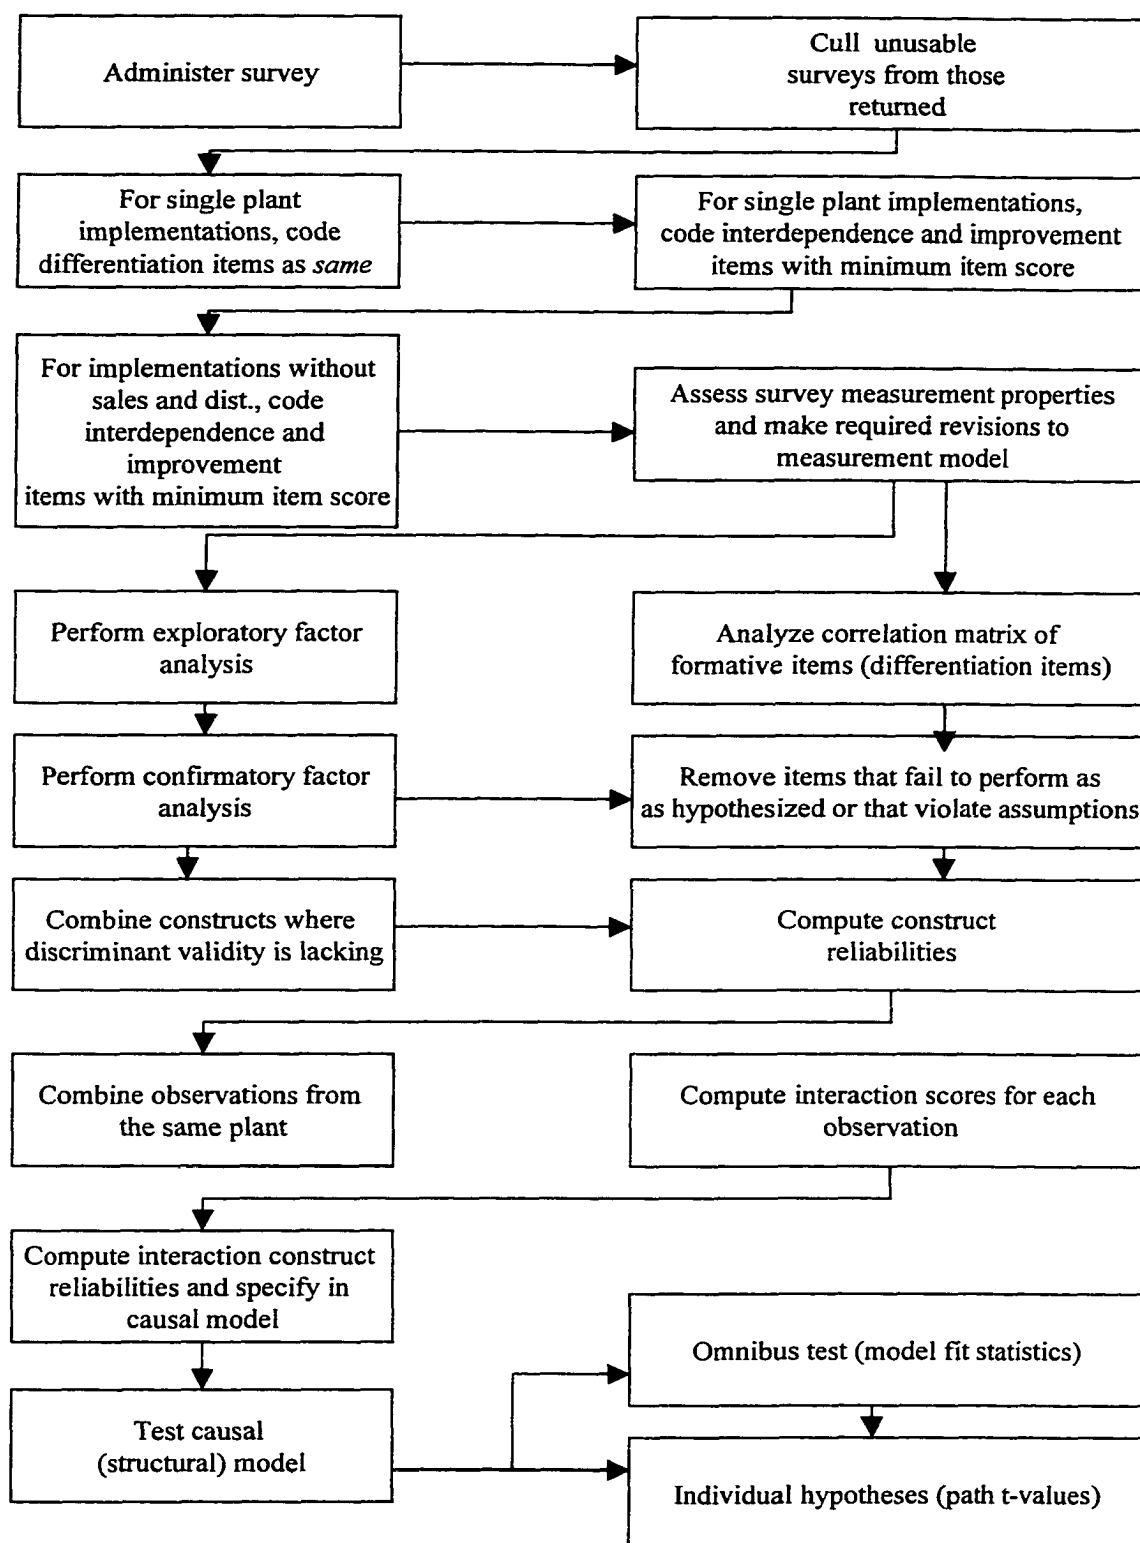 Administer survey
Cull unusable
surveys from those
returned
For single plant
implementations, code
differentiation items as same
For single plant implementations,
code interdependence and improvement
items with minimum item score
For implementations without
sales and dist., code
interdependence and
improvement
items with minimum item score
Assess survey measurement properties
and make required revisions to
measurement model
Perform exploratory factor
analysis
Analyze correlation matrix of
formative items (differentiation items)
Perform confirmatory factor
analysis
Remove items that fail to perform as
as hypothesized or that violate assumptions
Combine constructs where
discriminant validity is lacking
Compute construct
reliabilities
Combine observations from
the same plant
Compute interaction scores for each
observation
Compute interaction construct
reliabilities and specify in
causal model
Omnibus test (model fit statistics)
Test causal
(structural) model
Individual hypotheses (path t-values)